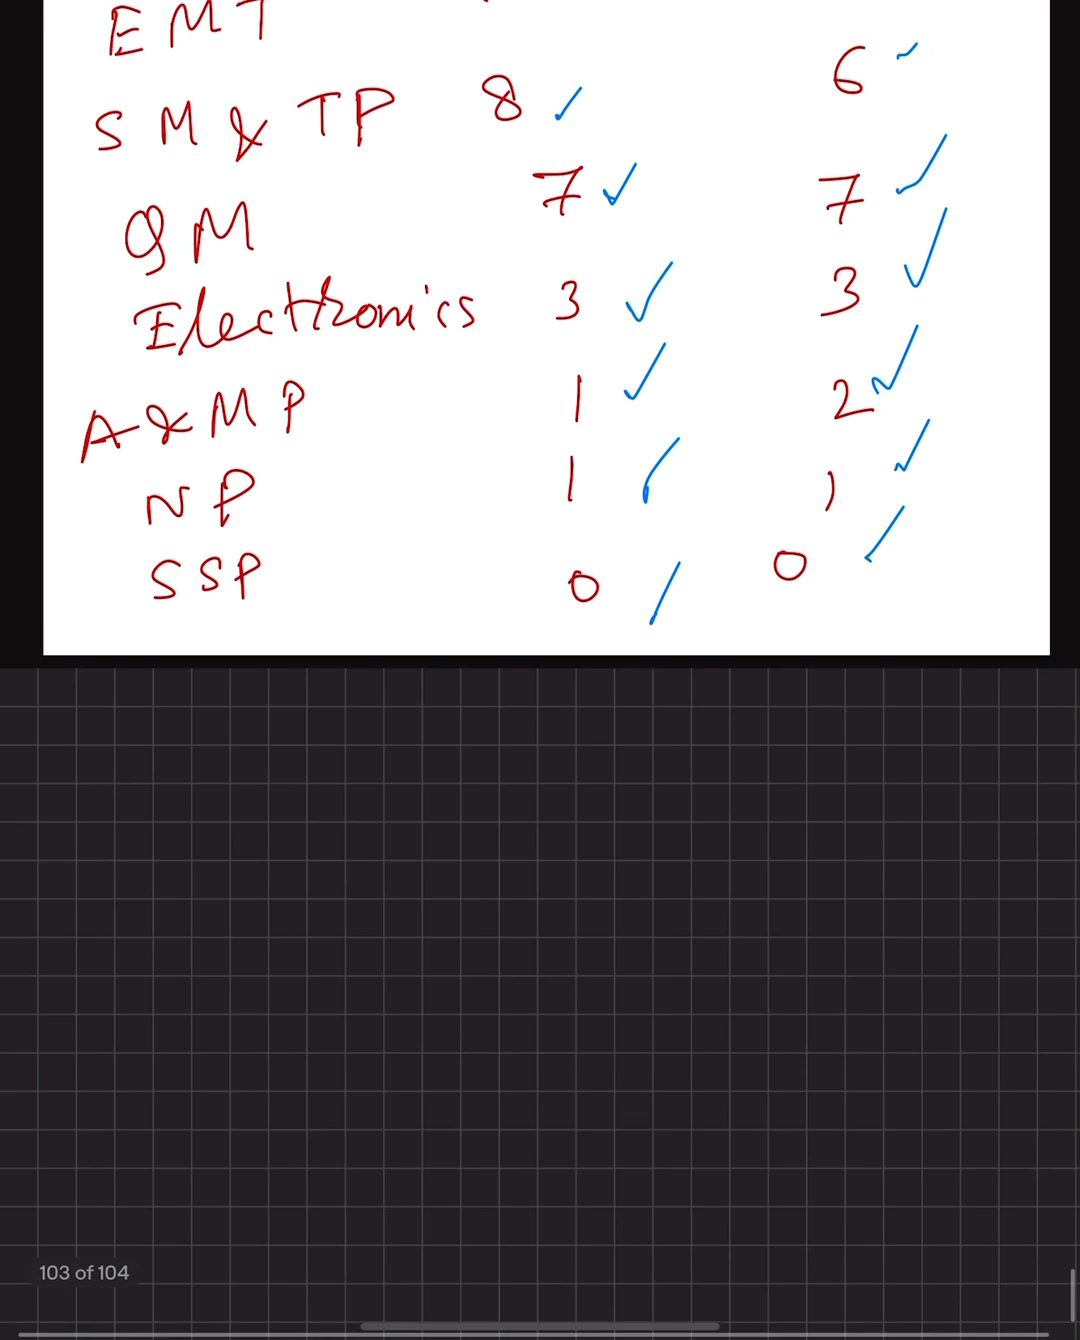 EMT
SM & TP 8 ✓ 6 ✓
QM 7 ✓ 7 ✓
Electronics 3 ✓ 3 ✓
A & MP 1 ✓ 2 ✓
NP 1 ✓ 1 ✓
SSP 0 ✓ 0 ✓
103 of 104